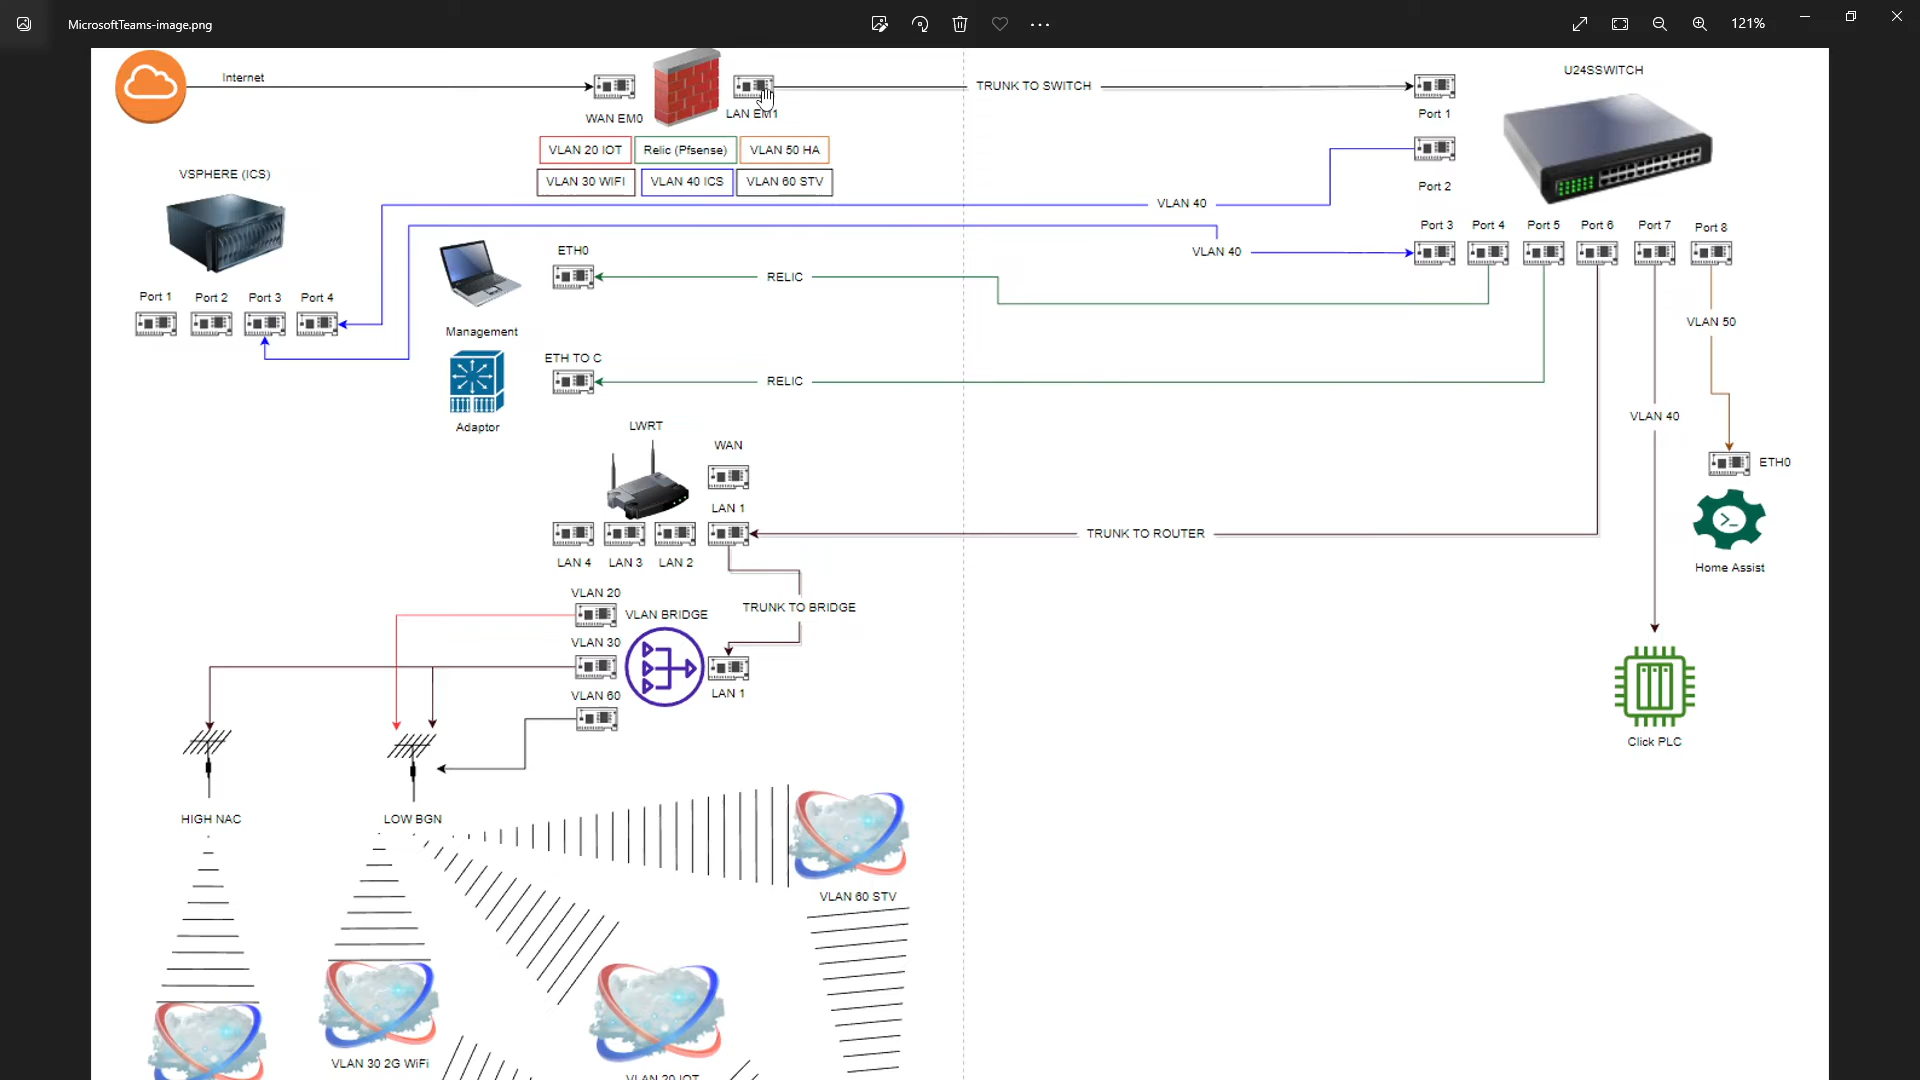 MicrosoftTeams-image.png
121%
Internet
WAN EM0
LAN EM1
TRUNK TO SWITCH
Port 1
U24SSWITCH
VLAN 20 IOT
Relic (Pfsense)
VLAN 50 HA
VLAN 30 WIFI
VLAN 40 ICS
VLAN 60 STV
Port 2
VSPHERE (ICS)
VLAN 40
Port 3
Port 4
Port 5
Port 6
Port 7
Port 8
VLAN 40
ETH0
RELIC
Port 1
Port 2
Port 3
Port 4
Management
VLAN 50
ETH TO C
RELIC
Adaptor
VLAN 40
LWRT
WAN
ETH0
LAN 1
TRUNK TO ROUTER
LAN 4
LAN 3
LAN 2
Home Assist
VLAN 20
VLAN BRIDGE
TRUNK TO BRIDGE
VLAN 30
VLAN 60
LAN 1
Click PLC
HIGH NAC
LOW BGN
VLAN 60 STV
VLAN 30 2G WiFi
VLAN 20 IOT